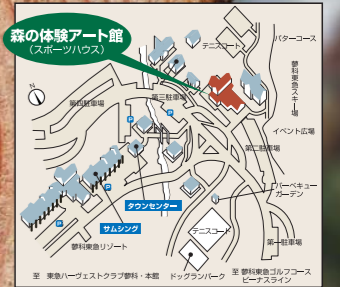 森の体験アート館
（スポーツハウス）
テニスコート
パターコース
蓼科東急スキー場
N
第四駐車場
第三駐車場
P
P
イベント広場
第二駐車場
P
バーベキュー
ガーデン
タウンセンター
サムシング
P
テニスコート
蓼科東急リゾート
第一駐車場
至 東急ハーヴェストクラブ蓼科・本館
ドッグランパーク
至 蓼科東急ゴルフコース
ビーナスライン